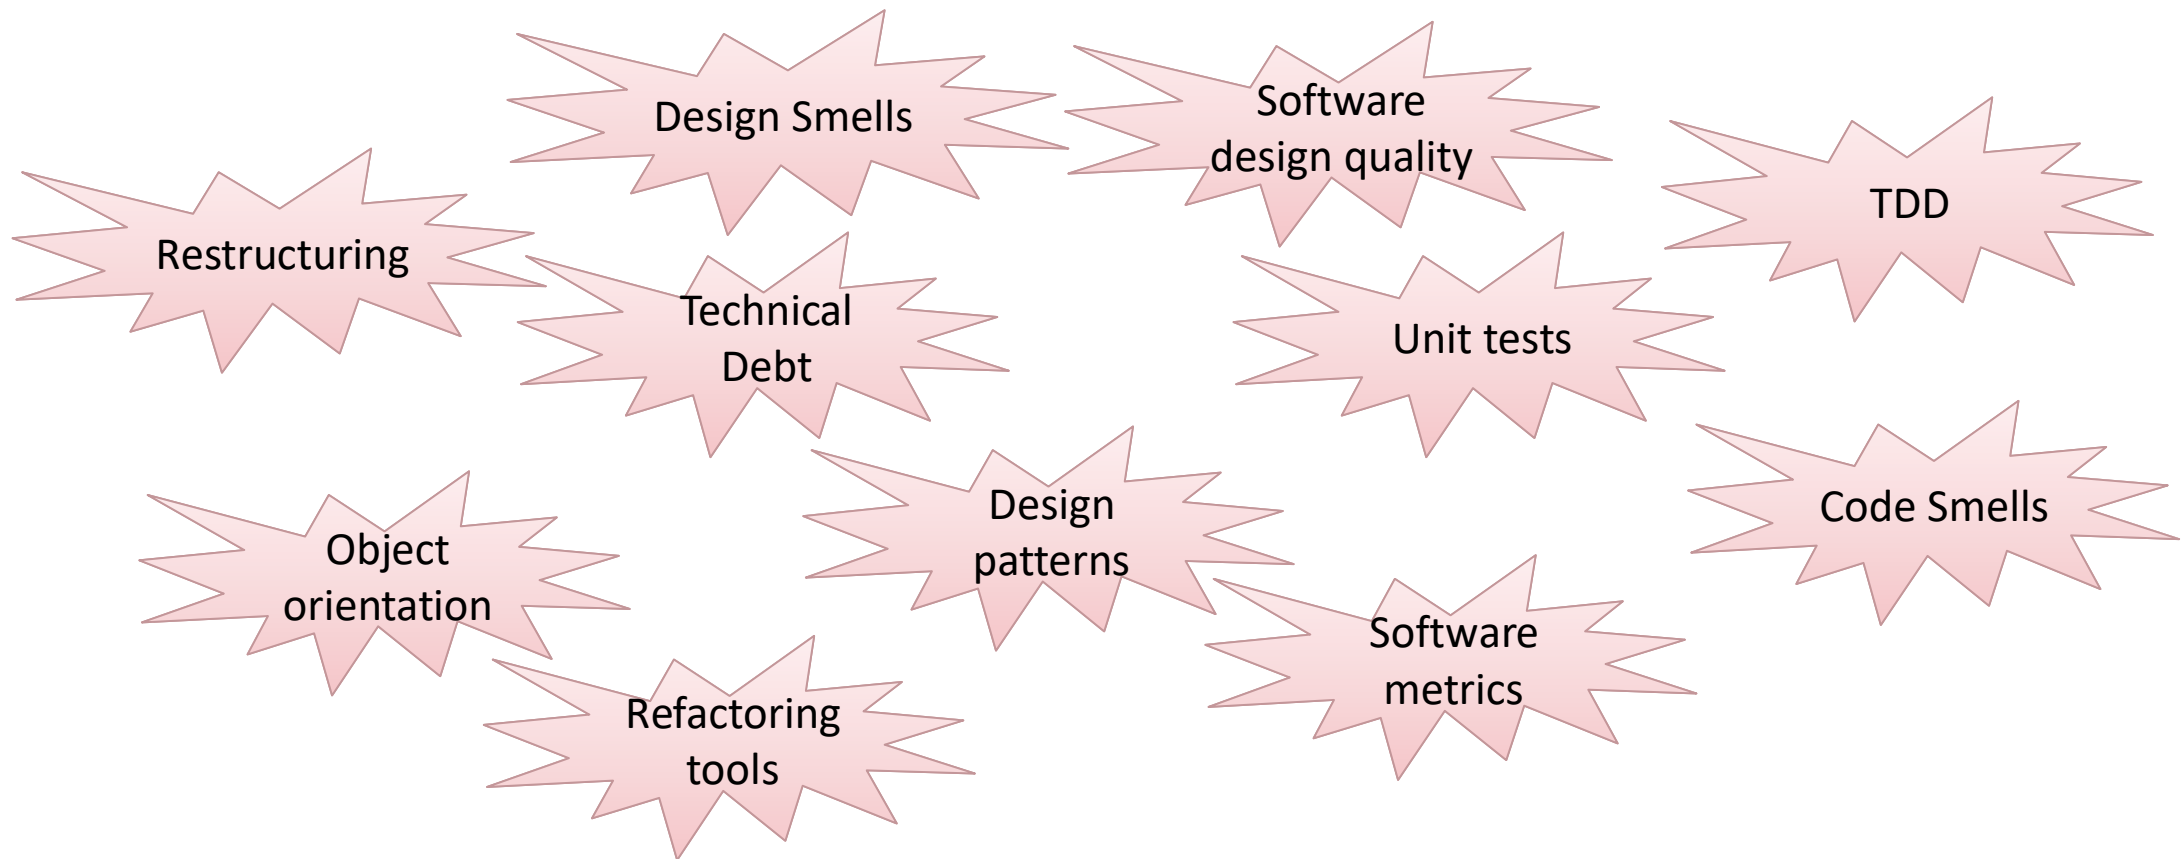 Design Smells
Software
design quality
TDD
Restructuring
Technical
Debt
Unit tests
Design
patterns
Code Smells
Object
orientation
Software
metrics
Refactoring
tools